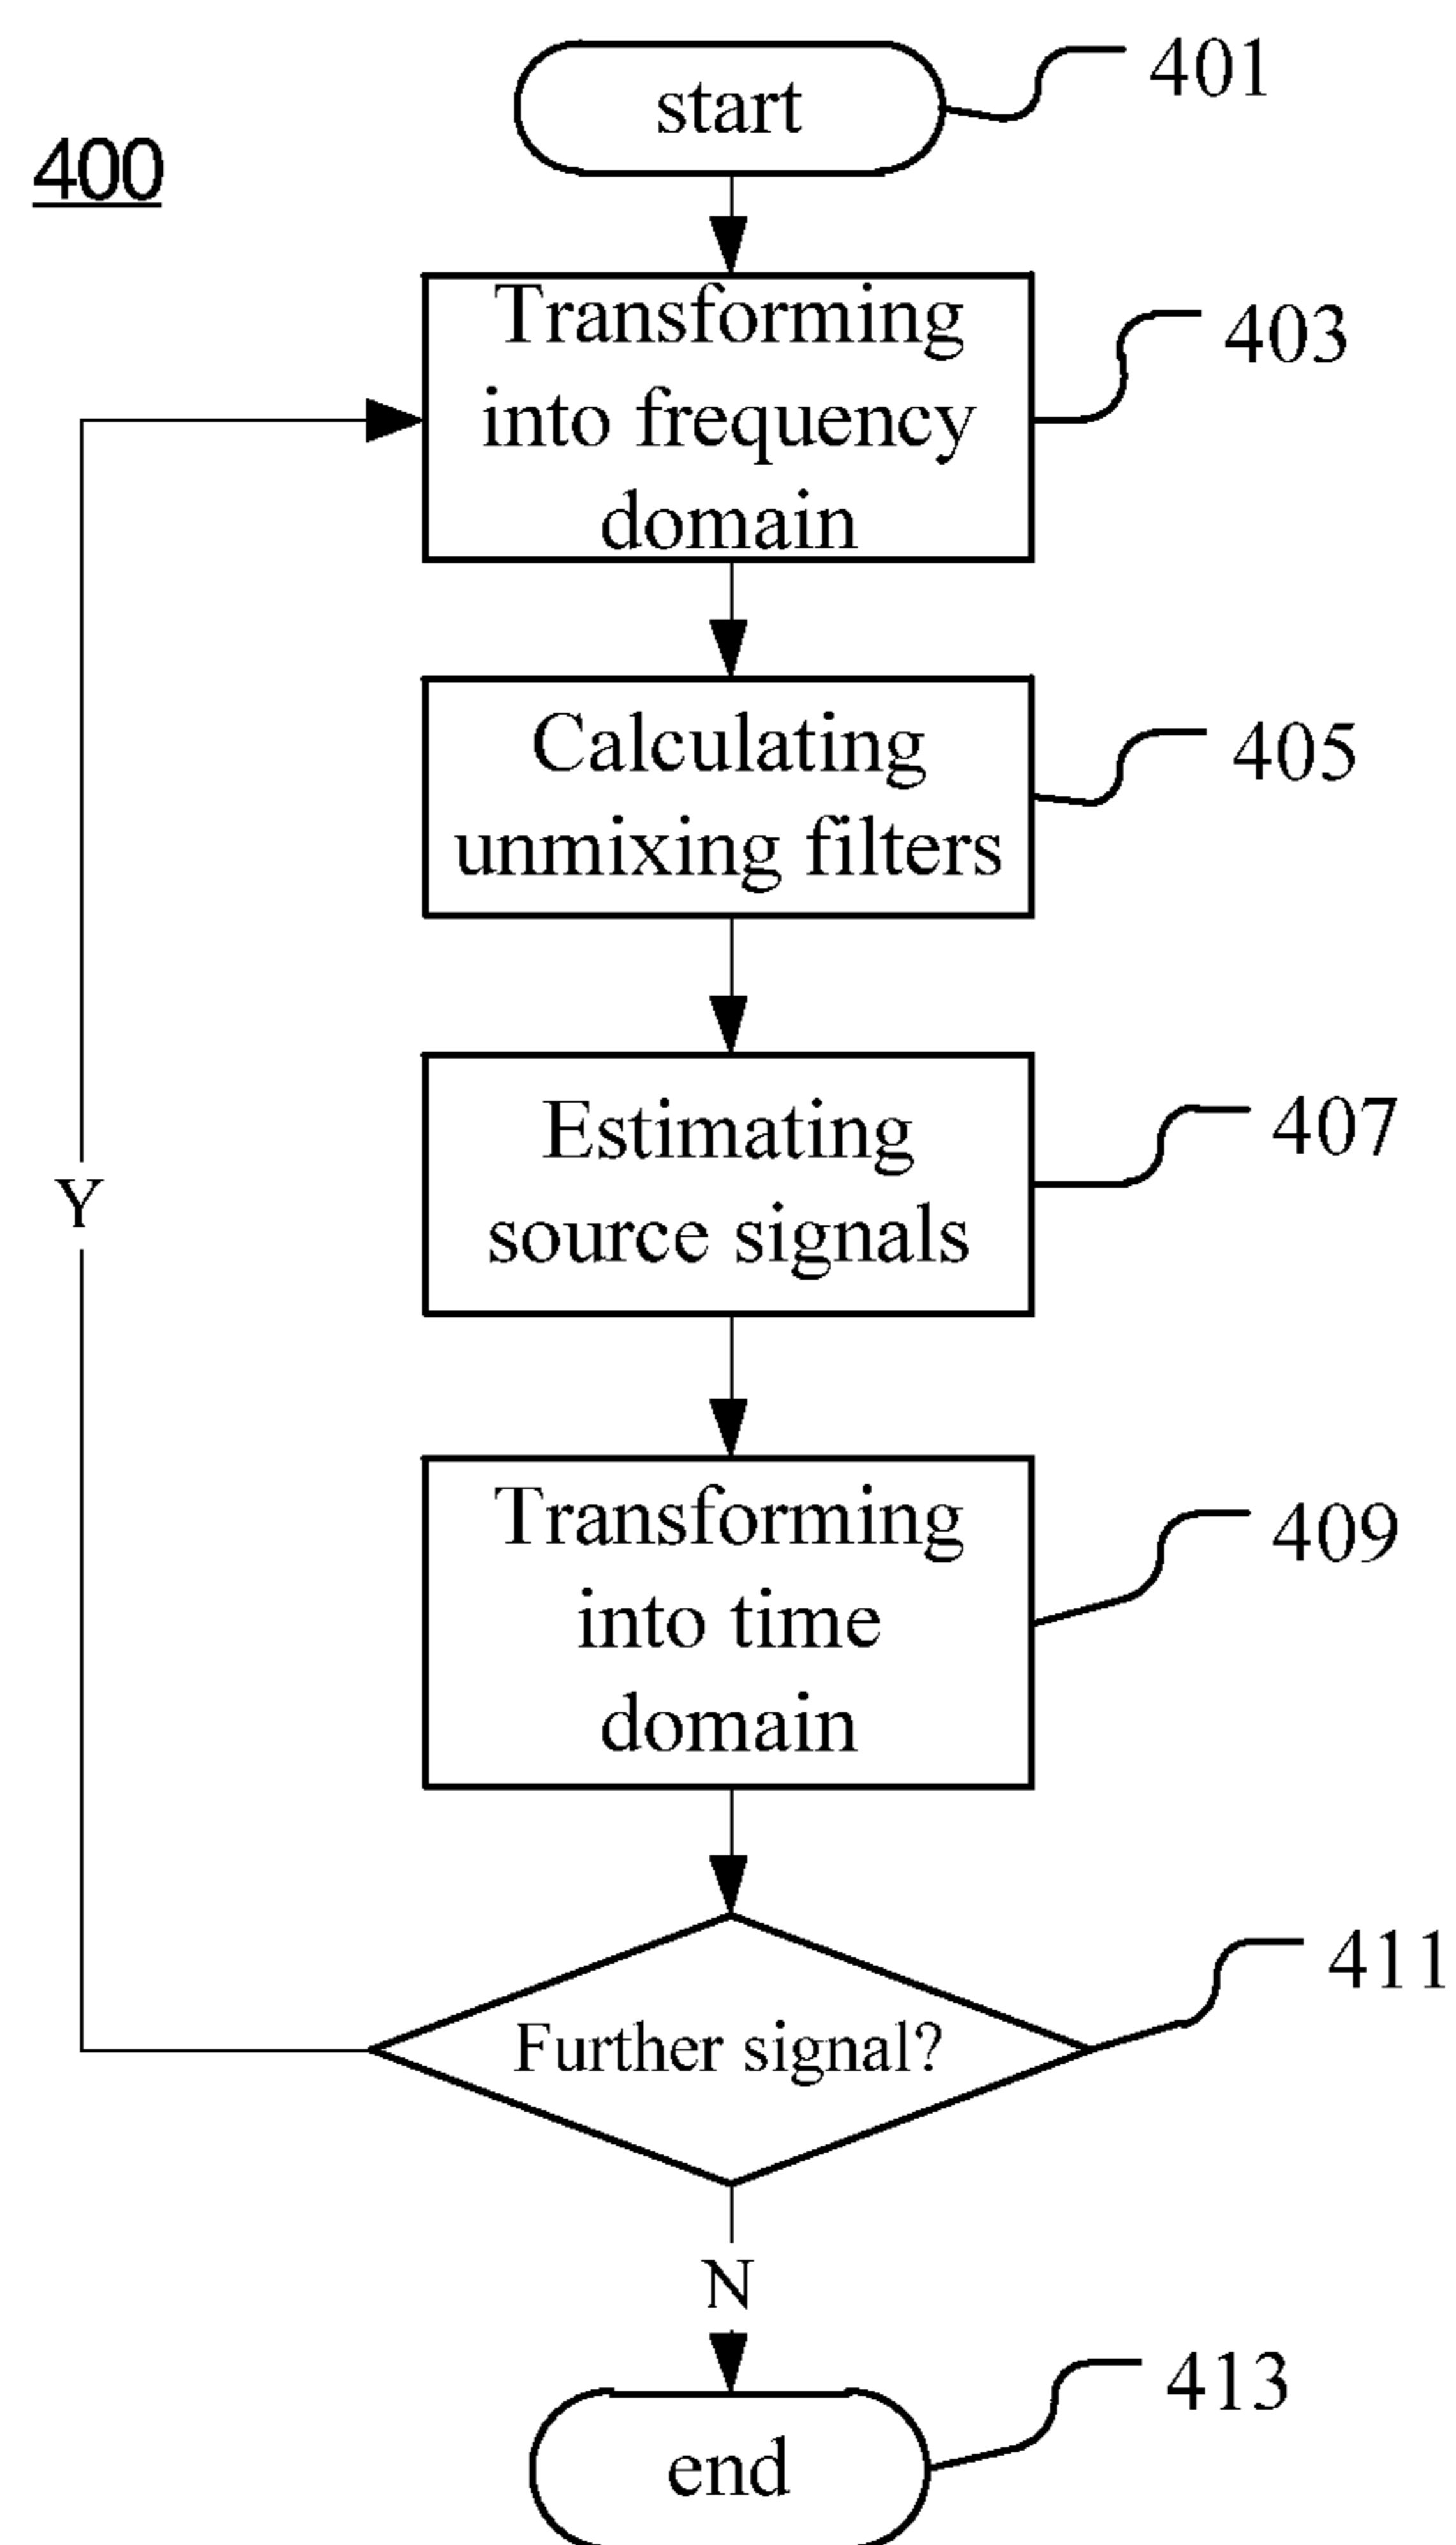 start
401
400
Transforming
into frequency
domain
403
Calculating
unmixing filters
405
Estimating
source signals
407
Y
Transforming
into time
domain
409
Further signal?
411
N
end
413